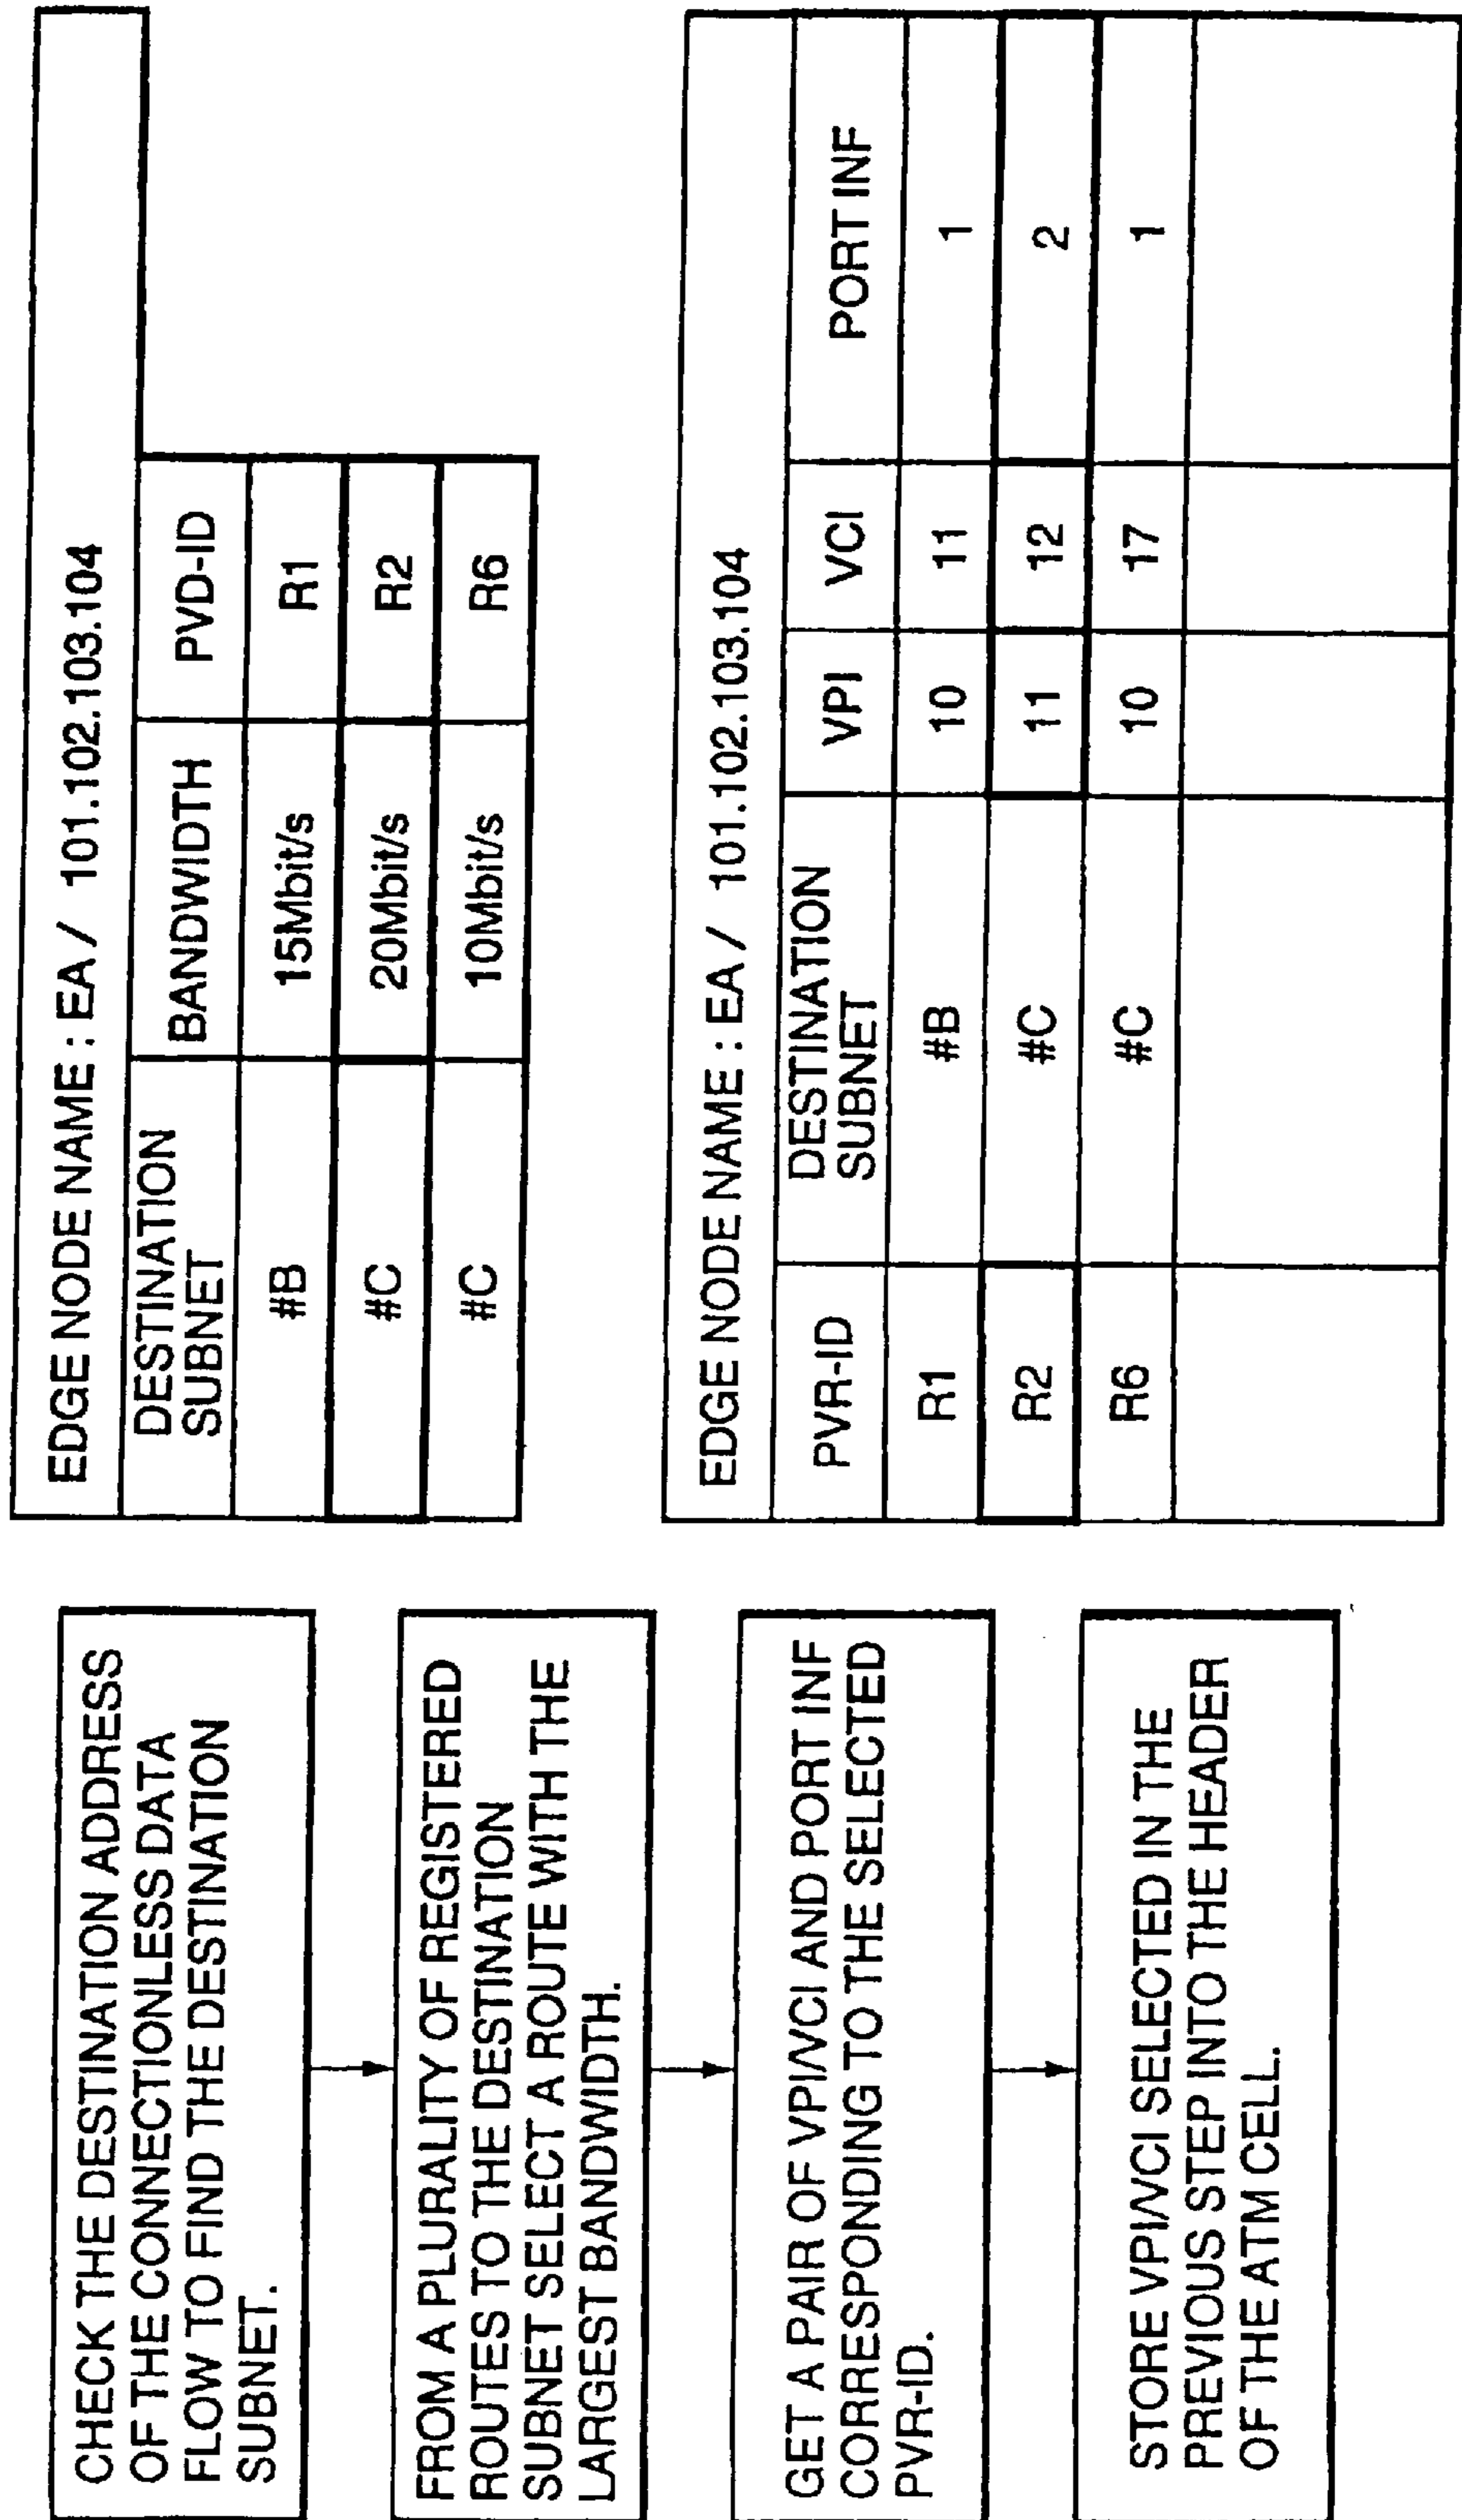 CHECK THE DESTINATION ADDRESS
OF THE CONNECTIONLESS DATA
FLOW TO FIND THE DESTINATION
SUBNET.
FROM A PLURALITY OF REGISTERED
ROUTES TO THE DESTINATION
SUBNET SELECT A ROUTE WITH THE
LARGEST BANDWIDTH.
GET A PAIR OF VPI/VCI AND PORT INF
CORRESPONDING TO THE SELECTED
PVR-ID.
STORE VPI/VCI SELECTED IN THE
PREVIOUS STEP INTO THE HEADER
OF THE ATM CELL.
EDGE NODE NAME : EA / 101.102.103.104
DESTINATION
SUBNET
BANDWIDTH
PVD-ID
#B 15Mbit/s R1
#C 20Mbit/s R2
#C 10Mbit/s R6
EDGE NODE NAME : EA / 101.102.103.104
PVR-ID
DESTINATION
SUBNET
VPI
VCI
PORT INF
R1 #B 10 11 1
R2 #C 11 12 2
R6 #C 10 17 1